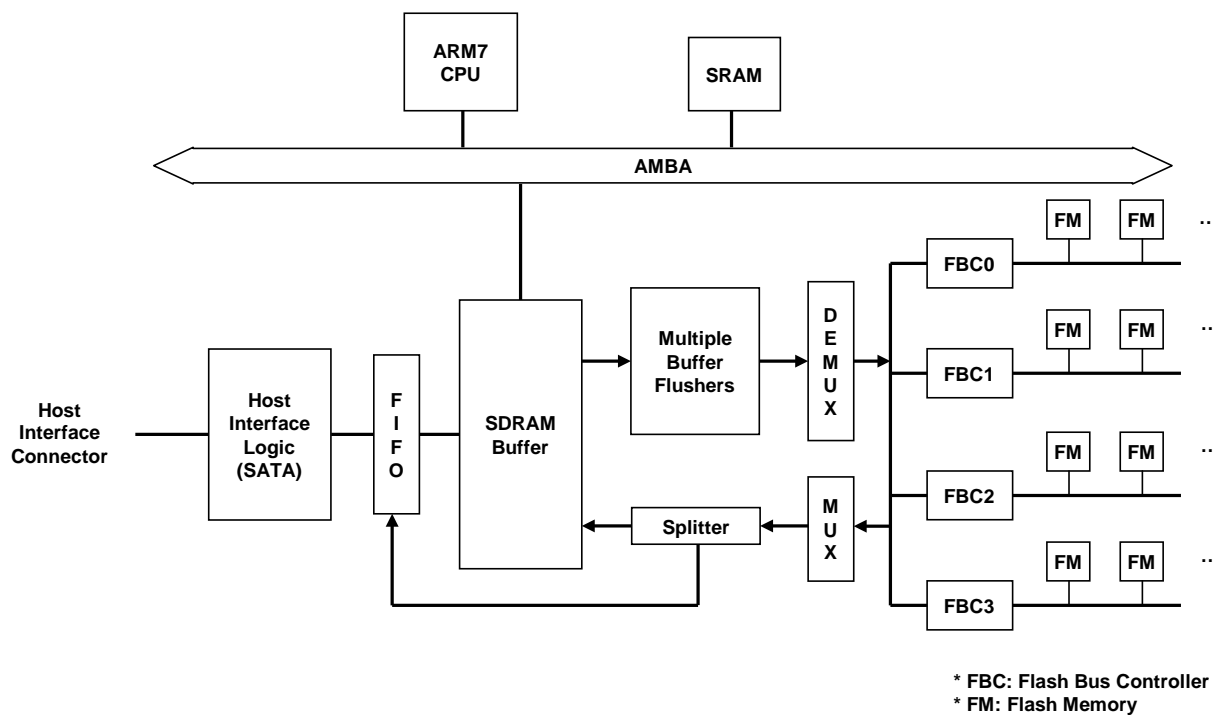 ARM7
CPU
SRAM
AMBA
FM
FM
..
FBC0
FM
FM
..
FBC1
FM
FM
..
FBC2
FM
FM
..
FBC3
Host
Interface
Connector
Host
Interface
Logic
(SATA)
F
I
F
O
SDRAM
Buffer
Multiple
Buffer
Flushers
D
E
M
U
X
Splitter
M
U
X
* FBC: Flash Bus Controller
* FM: Flash Memory